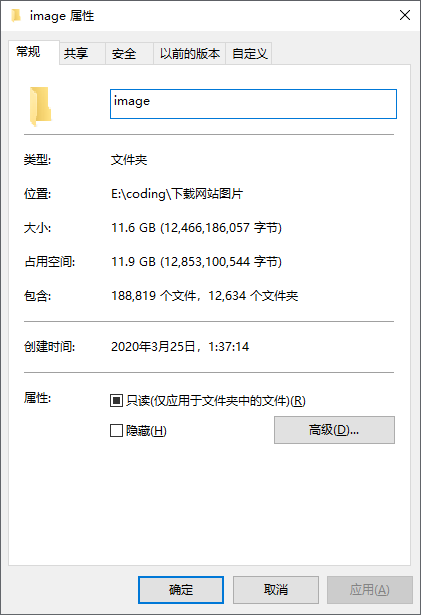 image 属性
常规 共享 安全 以前的版本 自定义
image
类型: 文件夹
位置: E:\coding\下载网站图片
大小: 11.6 GB (12,466,186,057 字节)
占用空间: 11.9 GB (12,853,100,544 字节)
包含: 188,819 个文件，12,634 个文件夹
创建时间: 2020年3月25日，1:37:14
属性: 只读(仅应用于文件夹中的文件)(R)
隐藏(H) 高级(D)...
确定 取消 应用(A)